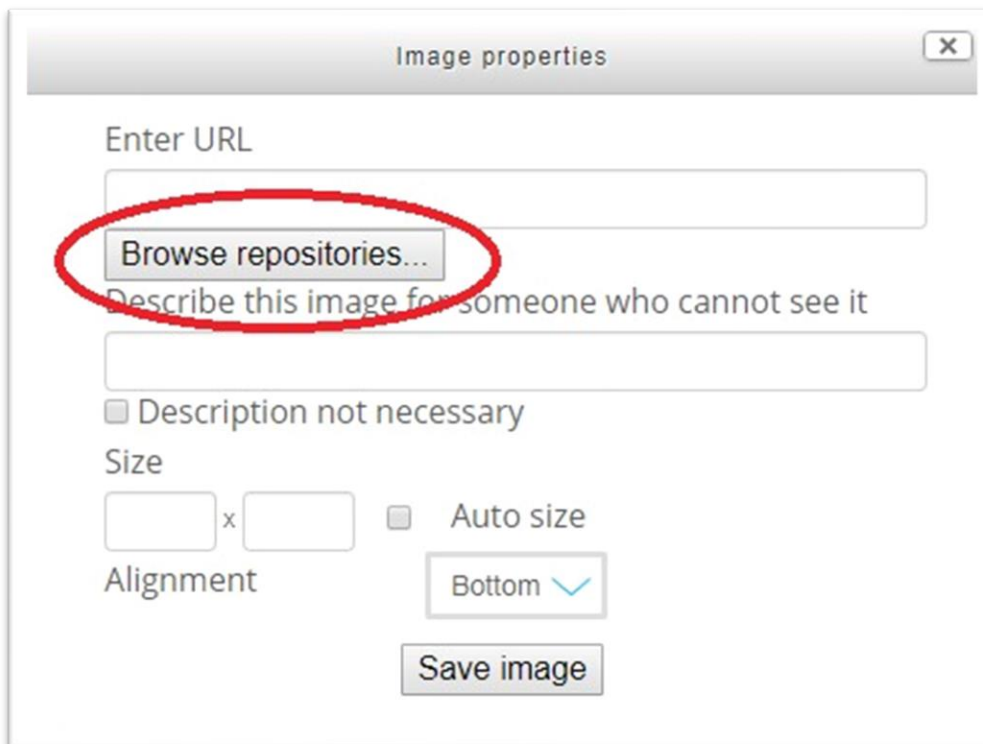 Image properties
Enter URL
Browse repositories...
Describe this image for someone who cannot see it
Description not necessary
Size
x
Auto size
Alignment
Bottom
Save image